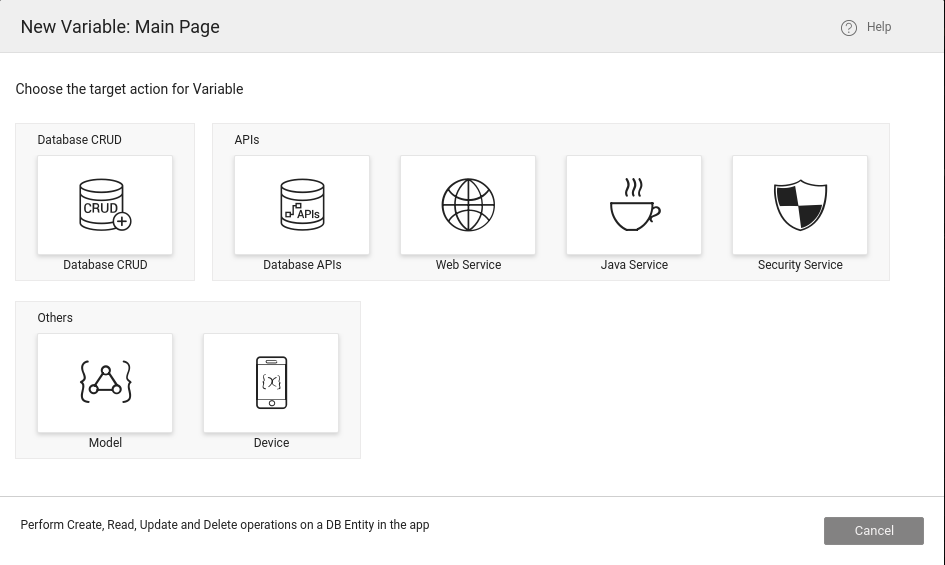 New Variable: Main Page
? Help
Choose the target action for Variable
Database CRUD
APIs
CRUD
APIs
Database CRUD
Database APIs
Web Service
Java Service
Security Service
Others
{x}
Model
Device
Perform Create, Read, Update and Delete operations on a DB Entity in the app
Cancel